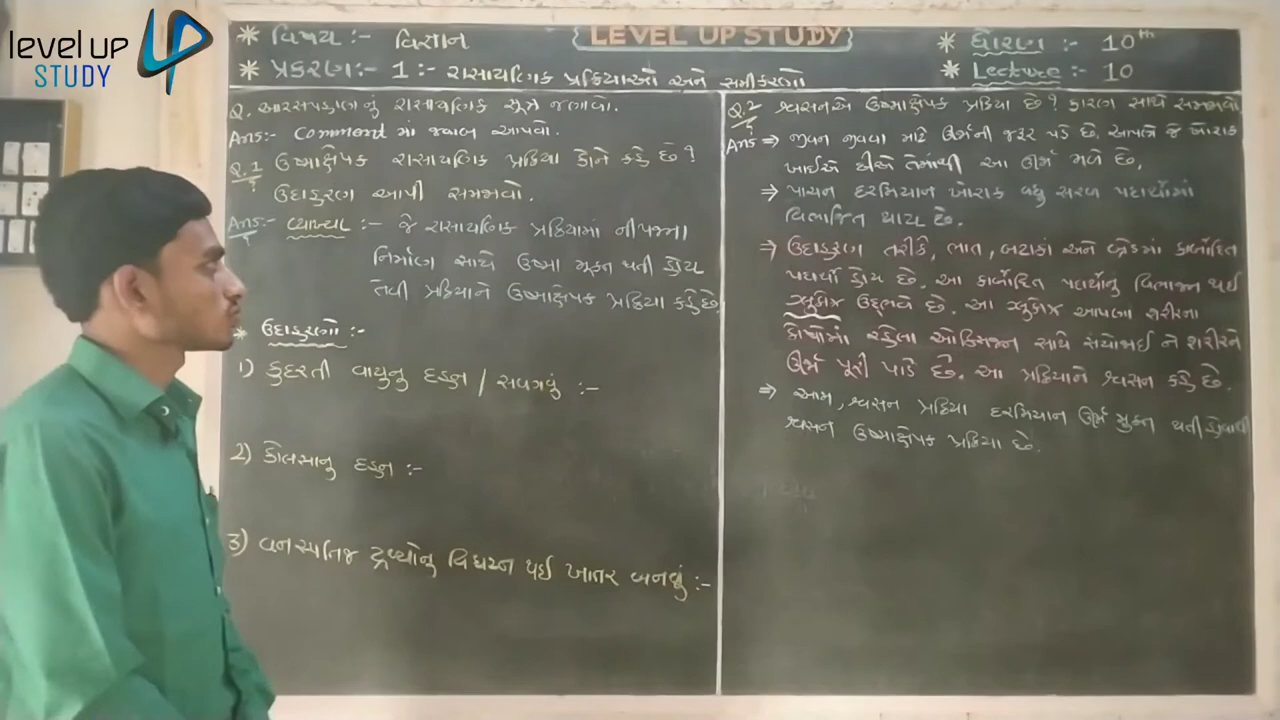 level up
STUDY
* વિષય :- વિજ્ઞાન
LEVEL UP STUDY
* ધોરણ :- 10th
* પ્રકરણ :- 1 :- રાસાયણિક પ્રક્રિયાઓ અને સમીકરણો
* Lecture :- 10
Q. આરસપહાણ નું રાસાયણિક સૂત્ર જણાવો.
Ans:- Comment માં જવાબ આપવો.
Q.1 ઉષ્માક્ષેપક રાસાયણિક પ્રક્રિયા કોને કહે છે?
ઉદાહરણ આપી સમજાવો.
Ans:- વ્યાખ્યા :- જે રાસાયણિક પ્રક્રિયામાં નીપજના
નિર્માણ સાથે ઉષ્મા મુક્ત થતી હોય
તેવી પ્રક્રિયાને ઉષ્માક્ષેપક પ્રક્રિયા કહે છે.
* ઉદાહરણો :-
1) કુદરતી વાયુનુ દહન / સળગવું :-
2) કોલસાનુ દહન :-
3) વનસ્પતિજ દ્રવ્યોનુ વિઘટન થઈ ખાતર બનવું :-
Q.2 શ્વસન એ ઉષ્માક્ષેપક પ્રક્રિયા છે? કારણ સાથે સમજાવો
Ans ⇒ જીવન જીવવા માટે ઊર્જાની જરૂર પડે છે. આપણે જે ખોરાક
ખાઈએ છીએ તેમાંથી આ ઊર્જા મળે છે.
⇒ પાચન દરમિયાન ખોરાક વધુ સરળ પદાર્થોમાં
વિભાજિત થાય છે.
⇒ ઉદાહરણ તરીકે, ભાત, બટાકા અને બ્રેડમાં કાર્બોદિત
પદાર્થો હોય છે. આ કાર્બોદિત પદાર્થોનું વિભાજન થઈ
ગ્લુકોઝ ઉદ્દભવે છે. આ ગ્લુકોઝ આપણા શરીરના
કોષોમાં રહેલા ઓક્સિજન સાથે સંયોજાઈ ને શરીરને
ઊર્જા પૂરી પાડે છે. આ પ્રક્રિયાને શ્વસન કહે છે.
⇒ આમ, શ્વસન પ્રક્રિયા દરમિયાન ઊર્જા મુક્ત થતી હોવાથી
શ્વસન ઉષ્માક્ષેપક પ્રક્રિયા છે.